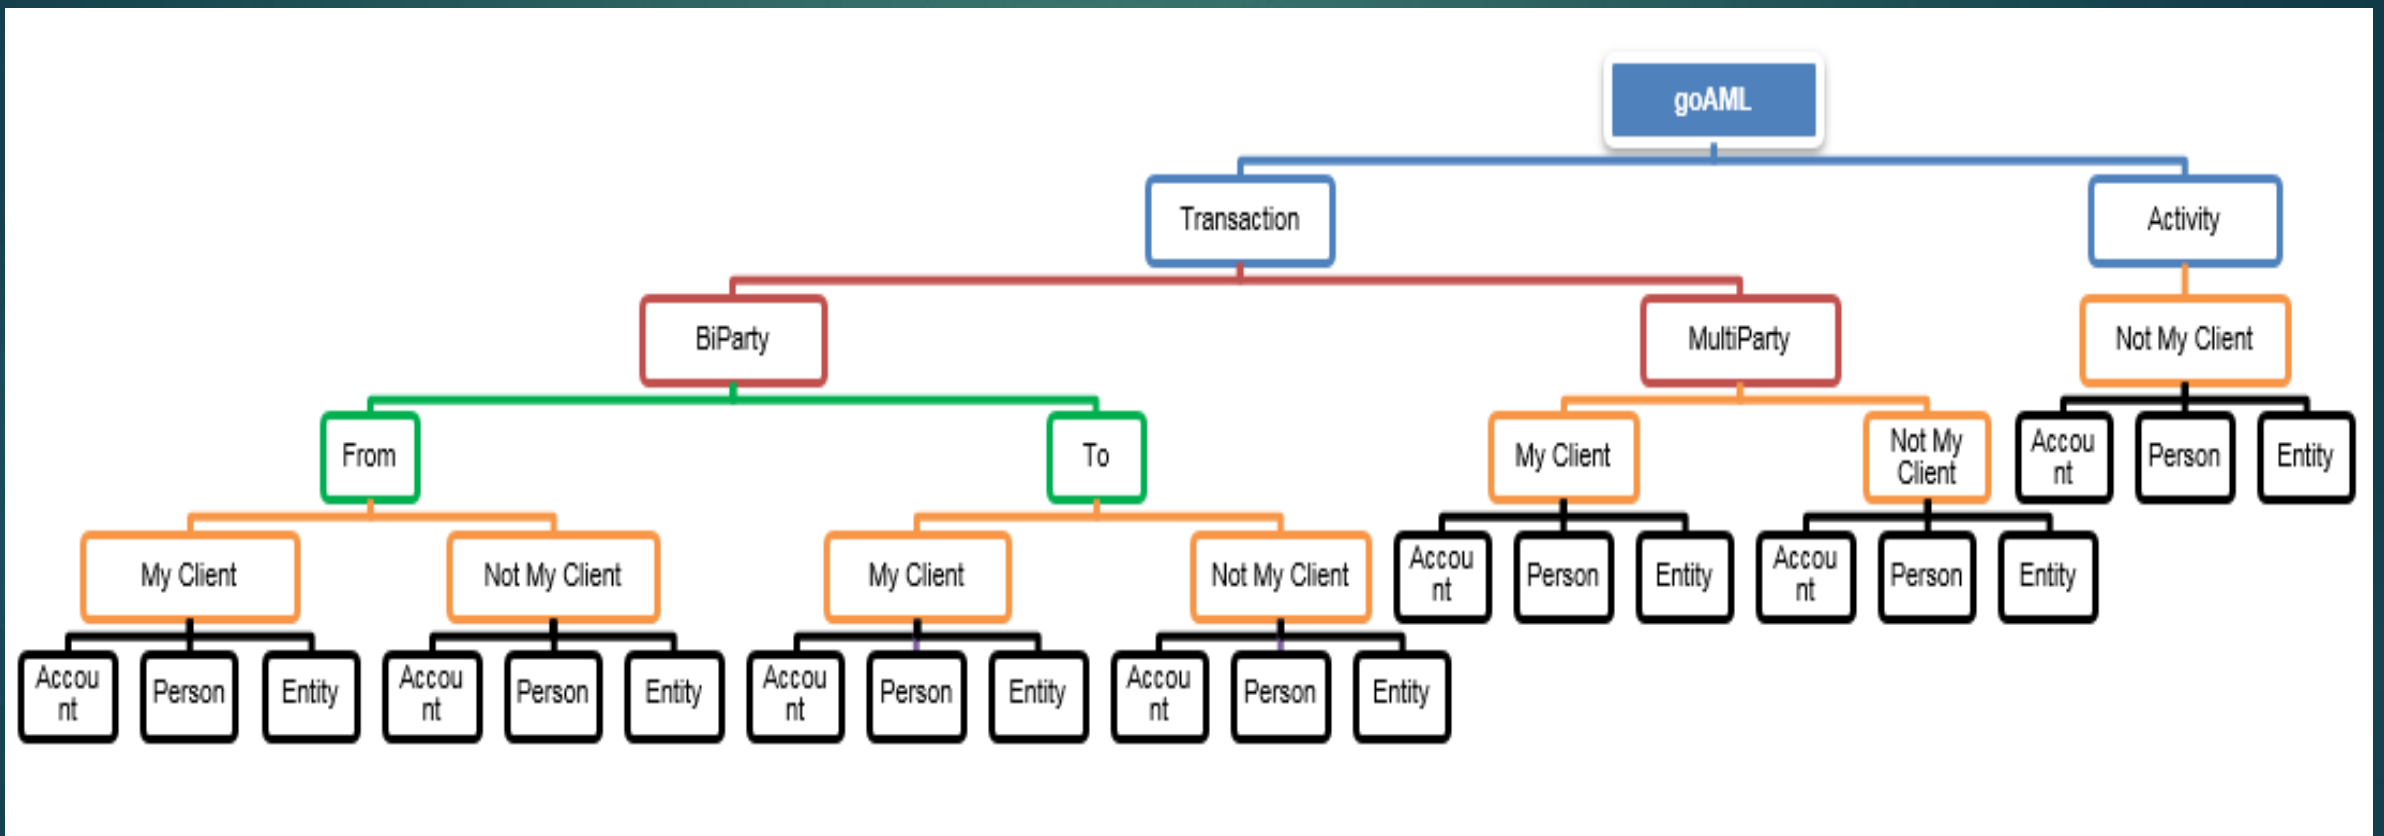 goAML
Transaction
Activity
BiParty
MultiParty
Not My Client
From
To
My Client
Not My
Client
Accou
nt
Person
Entity
My Client
Not My Client
My Client
Not My Client
Accou
nt
Person
Entity
Accou
nt
Person
Entity
Accou
nt
Person
Entity
Accou
nt
Person
Entity
Accou
nt
Person
Entity
Accou
nt
Person
Entity